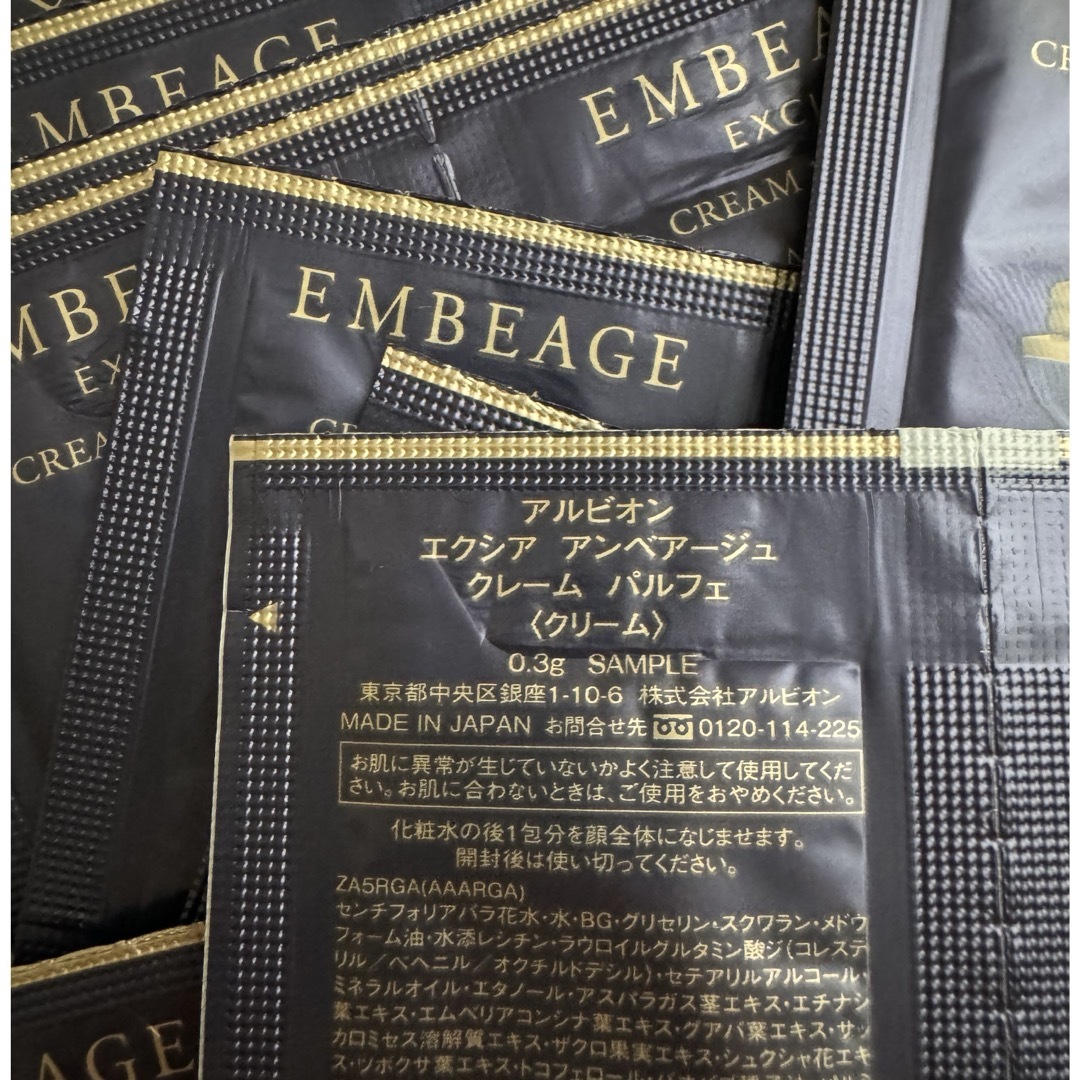 EMBEAGE
EMBEA
EXC
CREAM
EX
CREA
EMBEAGE
アルビオン
エクシア アンベアージュ
クレーム パルフェ
〈クリーム〉
0.3g SAMPLE
東京都中央区銀座1-10-6 株式会社アルビオン
MADE IN JAPAN お問合せ先 0120-114-225
お肌に異常が生じていないかよく注意して使用してくだ
さい。お肌に合わないときは、ご使用をおやめください。
化粧水の後1包分を顔全体になじませます。
開封後は使い切ってください。
ZA5RGA(AAARGA)
センチフォリアバラ花水・水・BG・グリセリン・スクワラン・メドウ
フォーム油・水添レシチン・ラウロイルグルタミン酸ジ(コレステ
リル/ベヘニル/オクチルドデシル)・セテアリルアルコール・
ミネラルオイル・エタノール・アスパラガス茎エキス・エチナシ
葉エキス・エムベリアコンシナ葉エキス・グアバ葉エキス・サッ
カロミセス溶解質エキス・ザクロ果実エキス・シュクシャ花エキ
ス・ツボクサ葉エキス・トコフェロール・